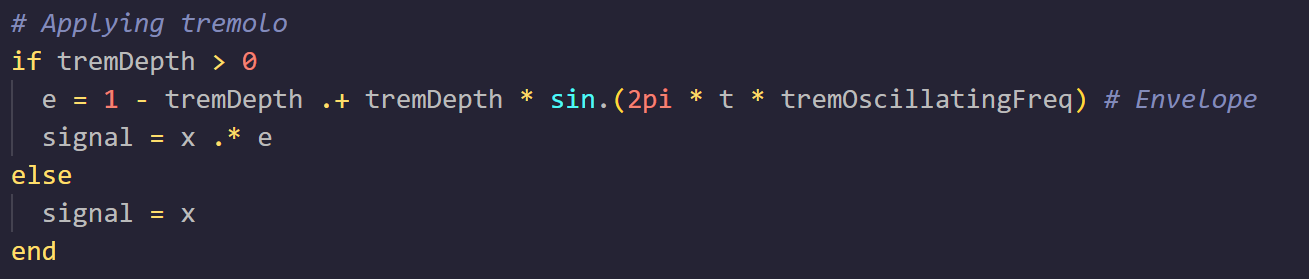 # Applying tremolo
if tremDepth > 0
  e = 1 - tremDepth .+ tremDepth * sin.(2pi * t * tremOscillatingFreq) # Envelope
  signal = x .* e
else
  signal = x
end